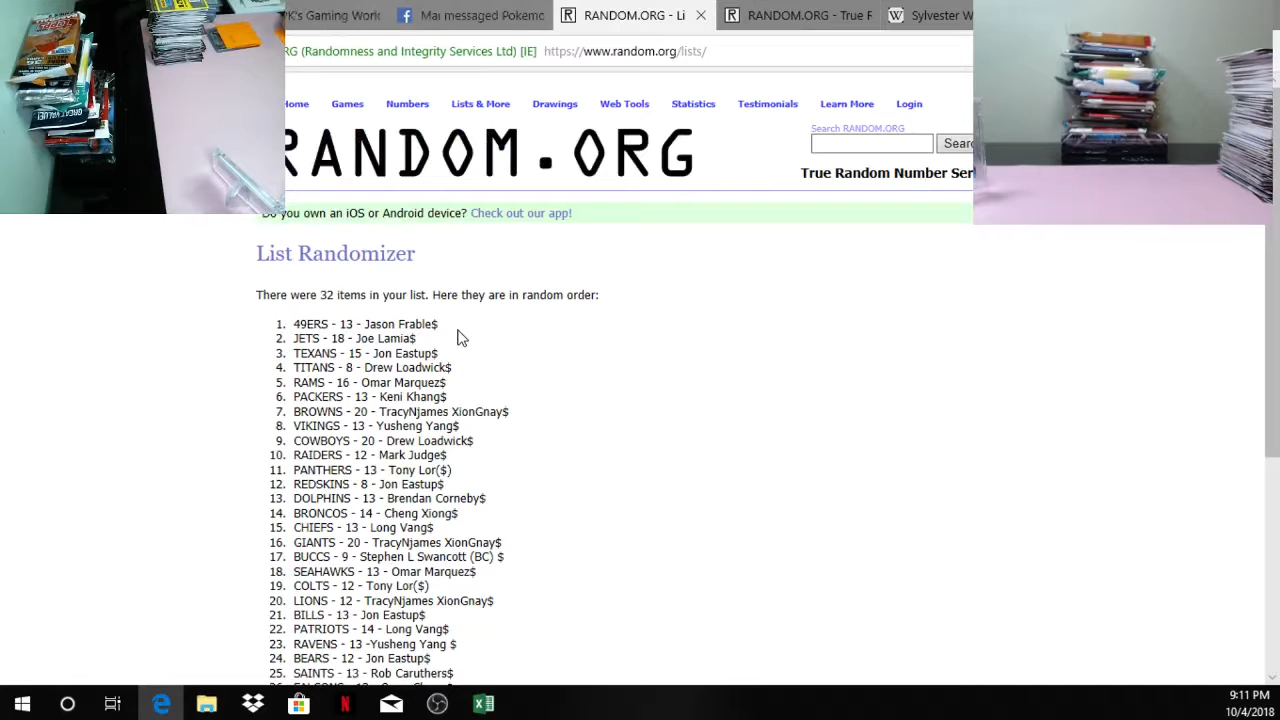 PK's Gaming World
Mai messaged Pokemo
RANDOM.ORG - Li
RANDOM.ORG - True F
Sylvester W
RG (Randomness and Integrity Services Ltd) [IE] https://www.random.org/lists/
Home Games Numbers Lists & More Drawings Web Tools Statistics Testimonials Learn More Login
Search RANDOM.ORG
RANDOM.ORG
Searc
True Random Number Ser
Do you own an iOS or Android device? Check out our app!
List Randomizer
There were 32 items in your list. Here they are in random order:
1. 49ERS - 13 - Jason Frable$
2. JETS - 18 - Joe Lamia$
3. TEXANS - 15 - Jon Eastup$
4. TITANS - 8 - Drew Loadwick$
5. RAMS - 16 - Omar Marquez$
6. PACKERS - 13 - Keni Khang$
7. BROWNS - 20 - TracyNjames XionGnay$
8. VIKINGS - 13 - Yusheng Yang$
9. COWBOYS - 20 - Drew Loadwick$
10. RAIDERS - 12 - Mark Judge$
11. PANTHERS - 13 - Tony Lor($)
12. REDSKINS - 8 - Jon Eastup$
13. DOLPHINS - 13 - Brendan Corneby$
14. BRONCOS - 14 - Cheng Xiong$
15. CHIEFS - 13 - Long Vang$
16. GIANTS - 20 - TracyNjames XionGnay$
17. BUCCS - 9 - Stephen L Swancott (BC) $
18. SEAHAWKS - 13 - Omar Marquez$
19. COLTS - 12 - Tony Lor($)
20. LIONS - 12 - TracyNjames XionGnay$
21. BILLS - 13 - Jon Eastup$
22. PATRIOTS - 14 - Long Vang$
23. RAVENS - 13 -Yusheng Yang $
24. BEARS - 12 - Jon Eastup$
25. SAINTS - 13 - Rob Caruthers$
GREAT VALUE!
9:11 PM
10/4/2018